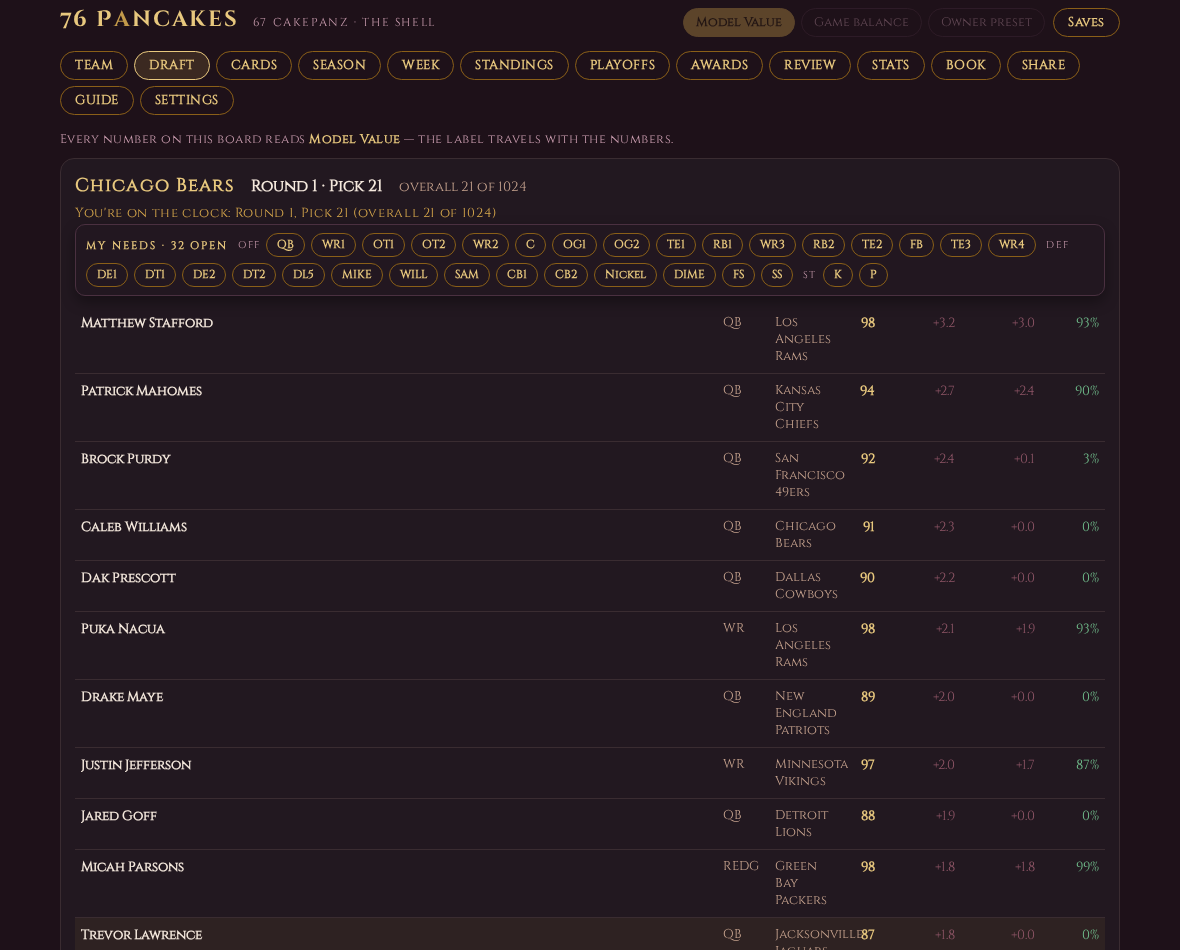 76 PANCAKES 67 CAKEPANZ · THE SHELL Model Value Game balance Owner preset Saves
TEAM DRAFT CARDS SEASON WEEK STANDINGS PLAYOFFS AWARDS REVIEW STATS BOOK SHARE
GUIDE SETTINGS
Every number on this board reads Model Value — the label travels with the numbers.
Chicago Bears Round 1 · Pick 21 overall 21 of 1024
You're on the clock: Round 1, Pick 21 (overall 21 of 1024)
MY NEEDS · 32 OPEN OFF QB WR1 OT1 OT2 WR2 C OG1 OG2 TE1 RB1 WR3 RB2 TE2 FB TE3 WR4 DEF
DE1 DT1 DE2 DT2 DL5 MIKE WILL SAM CB1 CB2 Nickel DIME FS SS ST K P
Matthew Stafford QB Los Angeles Rams 98 +3.2 +3.0 93%
Patrick Mahomes QB Kansas City Chiefs 94 +2.7 +2.4 90%
Brock Purdy QB San Francisco 49ers 92 +2.4 +0.1 3%
Caleb Williams QB Chicago Bears 91 +2.3 +0.0 0%
Dak Prescott QB Dallas Cowboys 90 +2.2 +0.0 0%
Puka Nacua WR Los Angeles Rams 98 +2.1 +1.9 93%
Drake Maye QB New England Patriots 89 +2.0 +0.0 0%
Justin Jefferson WR Minnesota Vikings 97 +2.0 +1.7 87%
Jared Goff QB Detroit Lions 88 +1.9 +0.0 0%
Micah Parsons REDG Green Bay Packers 98 +1.8 +1.8 99%
Trevor Lawrence QB Jacksonville Jaguars 87 +1.8 +0.0 0%